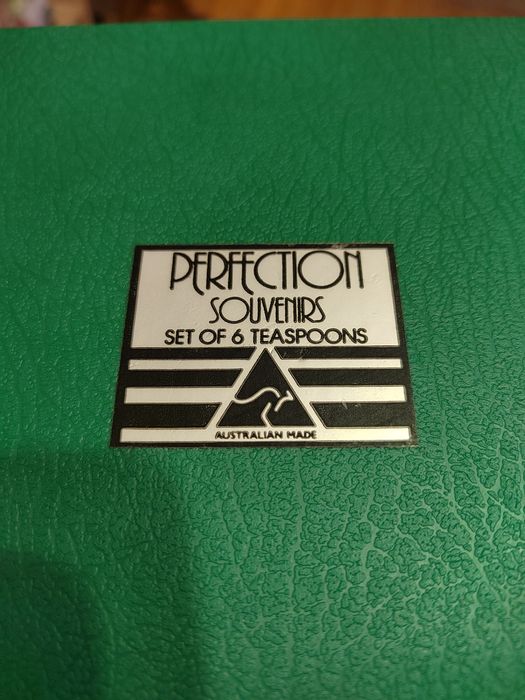 PERFECTION
SOUVENIRS
SET OF 6 TEASPOONS
AUSTRALIAN MADE